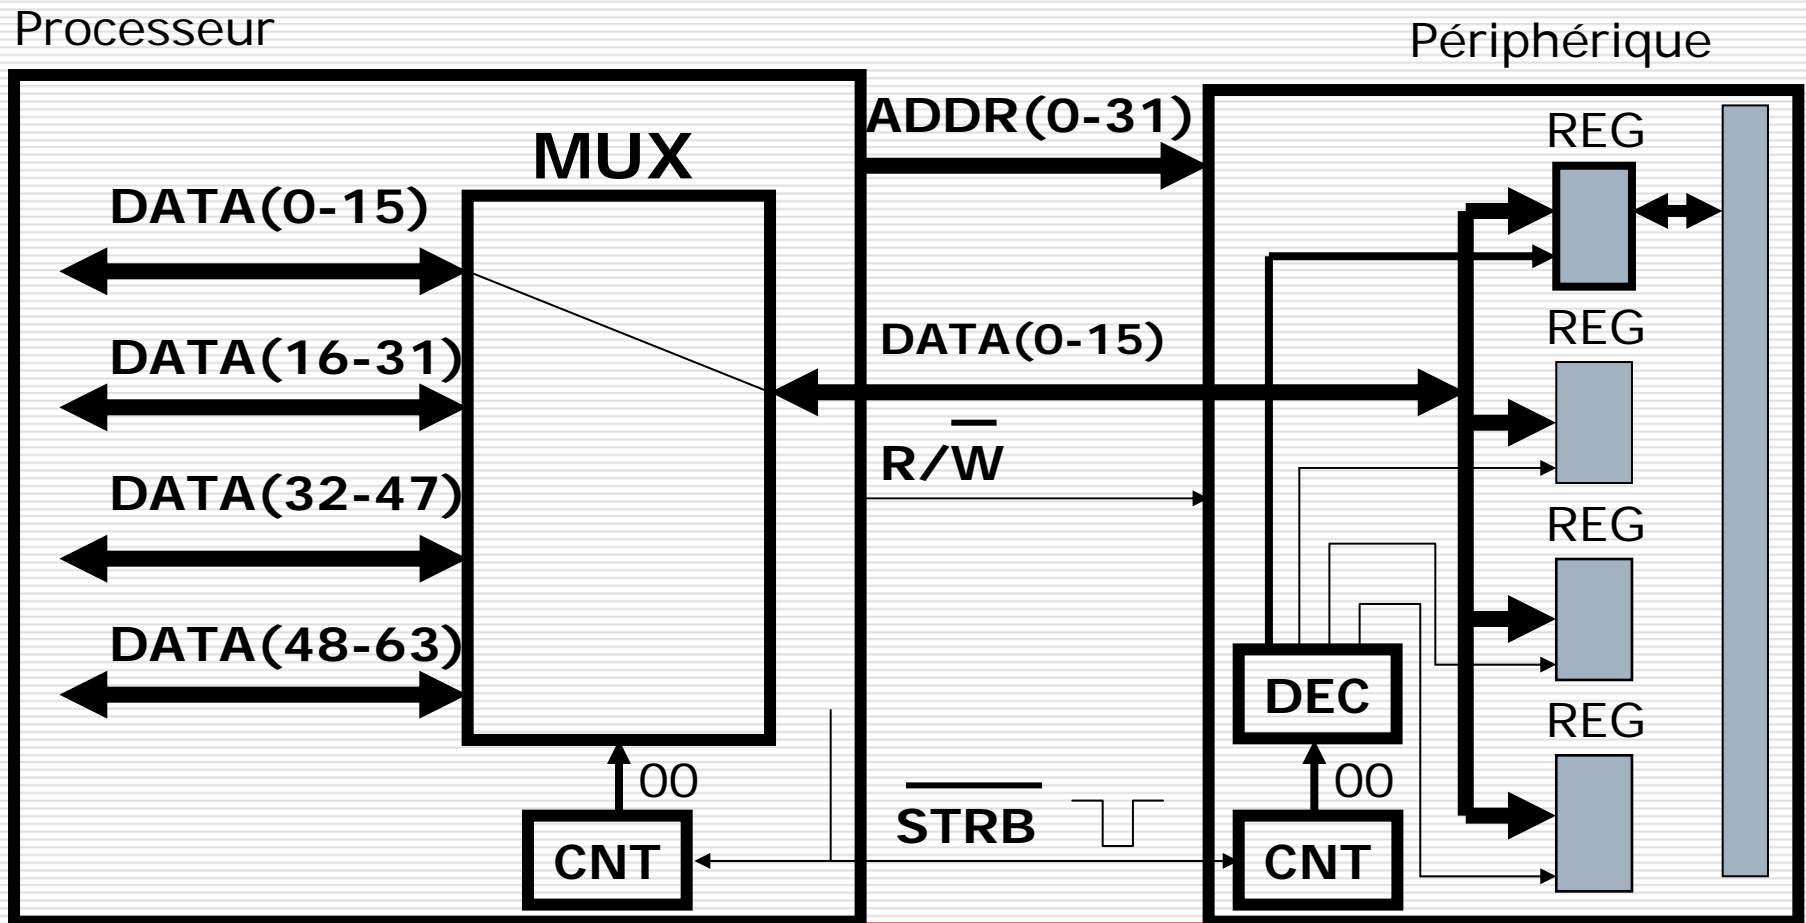 Processeur
Périphérique
ADDR(0-31)
MUX
REG
DATA(0-15)
REG
DATA(16-31)
DATA(0-15)
R/W̅
DATA(32-47)
REG
DATA(48-63)
DEC
REG
00
00
S̅T̅R̅B̅
CNT
CNT